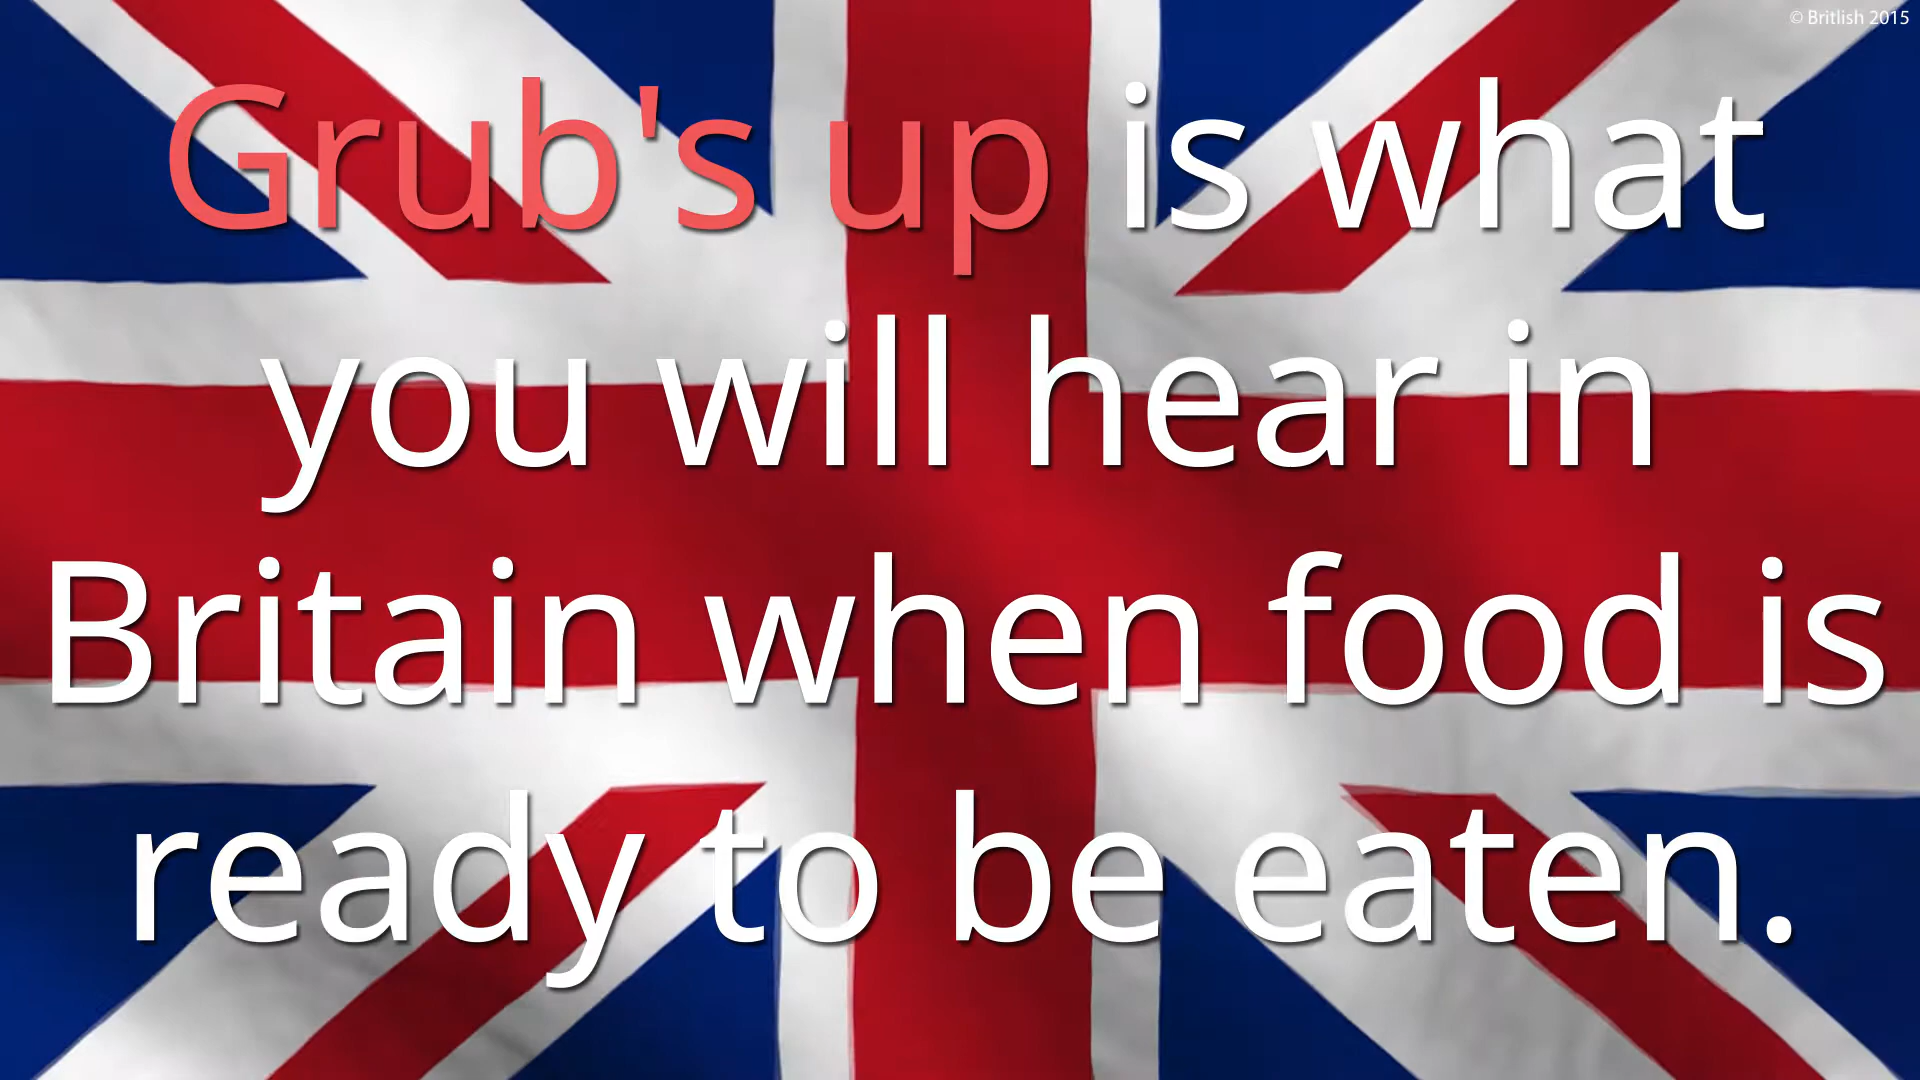 © Britlish 2015
Grub's up is what
you will hear in
Britain when food is
ready to be eaten.